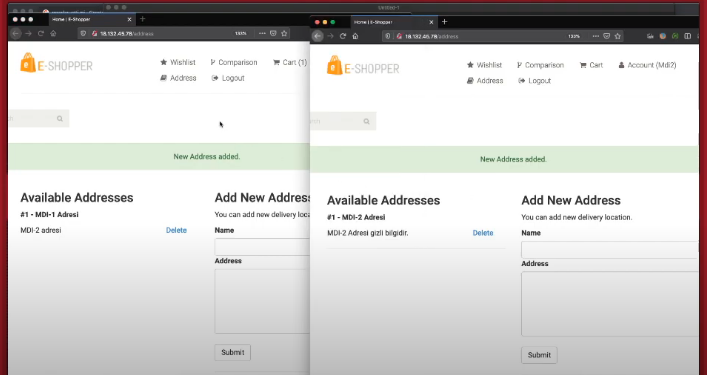 Home | E-Shopper
18.132.45.78/address
133%
E-SHOPPER
Wishlist
Comparison
Cart (1)
Address
Logout
New Address added.
Available Addresses
#1 - MDI-1 Adresi
MDI-2 adresi
Delete
Add New Address
You can add new delivery loca
Name
Address
Submit
Home | E-Shopper
18.132.45.78/address
133%
E-SHOPPER
Wishlist
Comparison
Cart
Account (Mdi2)
Address
Logout
New Address added.
Available Addresses
#1 - MDI-2 Adresi
MDI-2 Adresi gizli bilgidir.
Delete
Add New Address
You can add new delivery location.
Name
Address
Submit